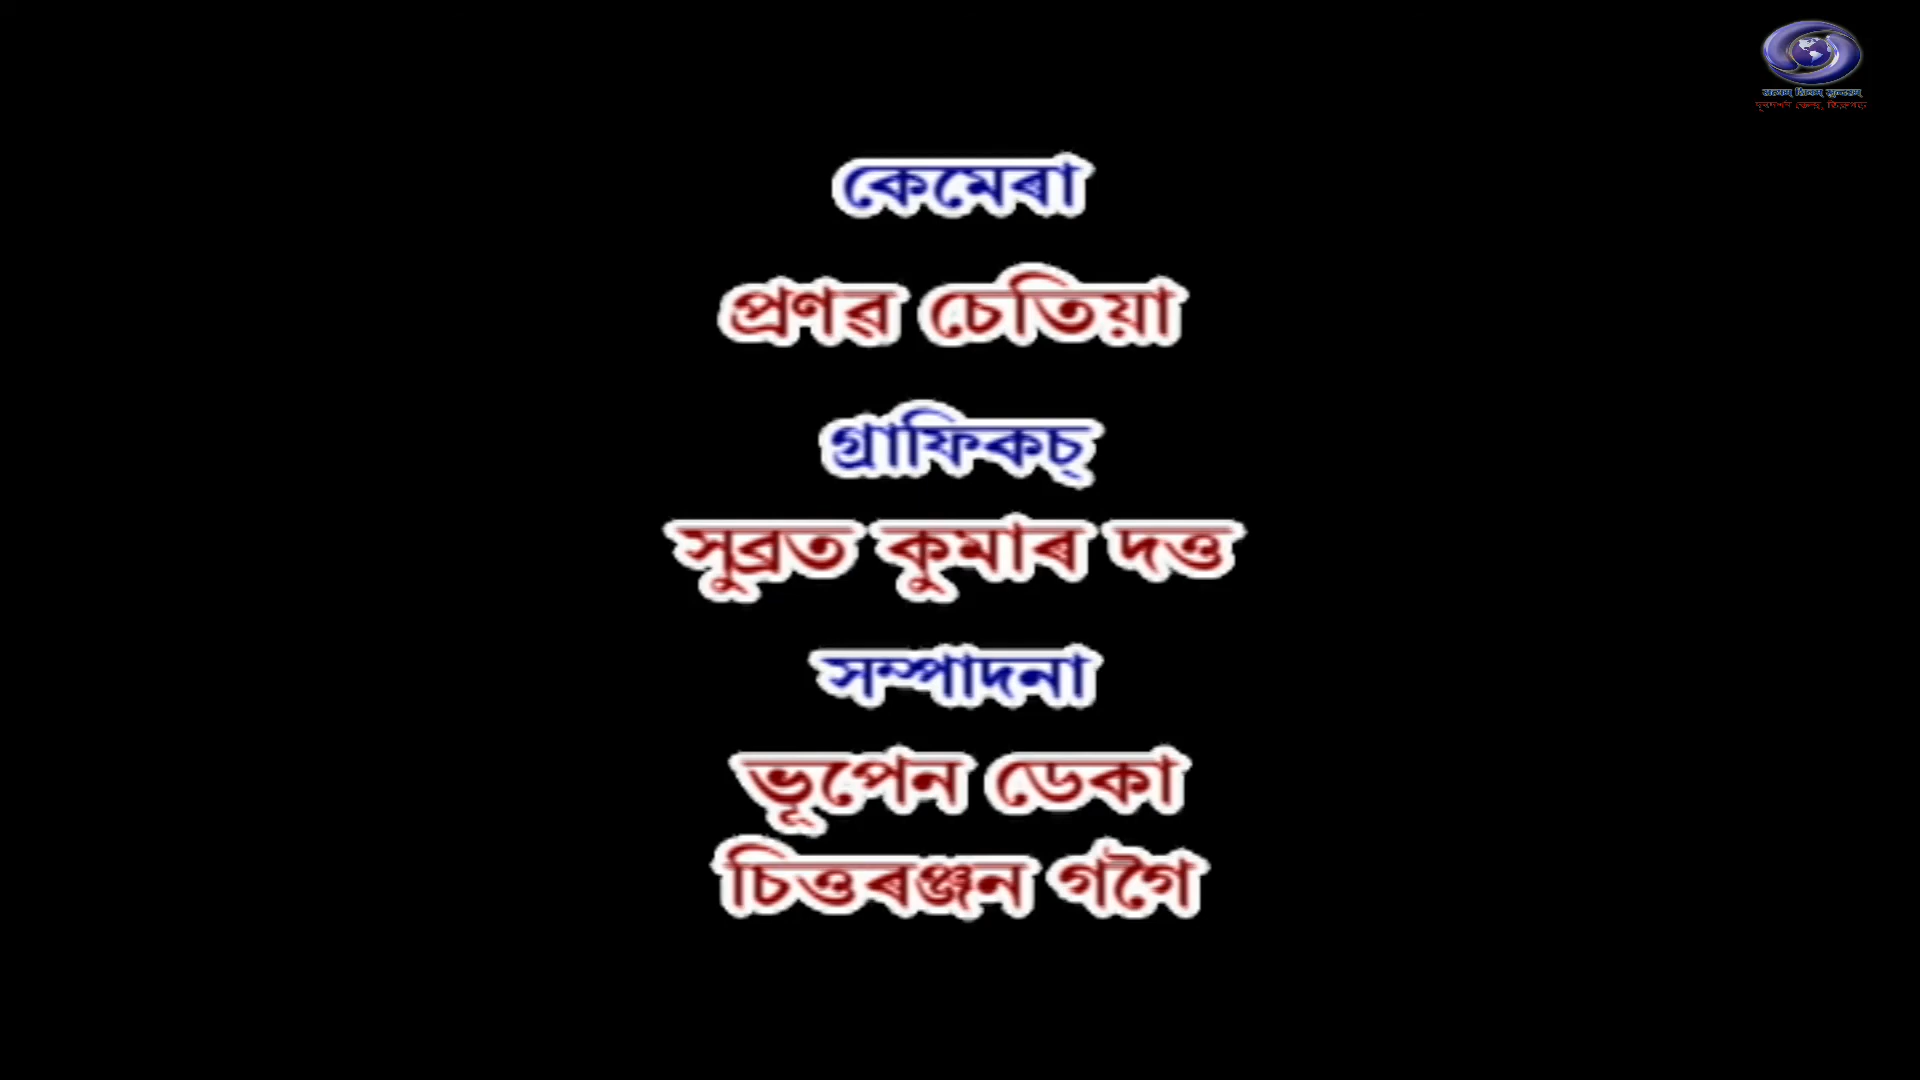 কেমেৰা
প্ৰণৱ চেতিয়া
গ্ৰাফিকচ্
সুব্ৰত কুমাৰ দত্ত
সম্পাদনা
ভূপেন ডেকা
চিত্তৰঞ্জন গগৈ